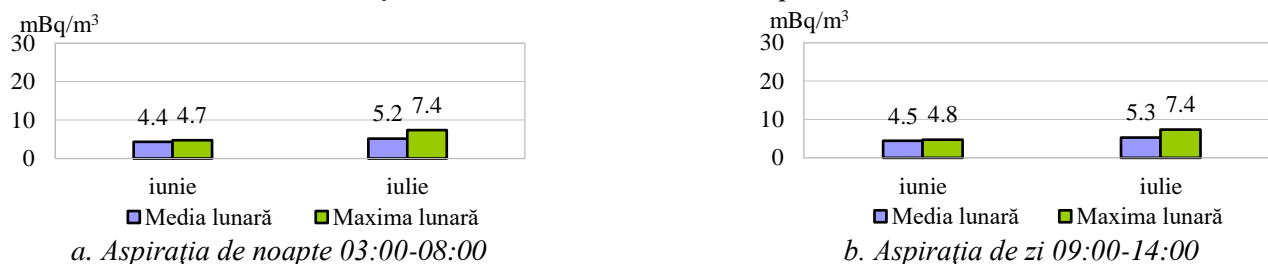 mBq/m³
30
20
10
0
4.4 4.7
5.2 7.4
iunie iulie
Media lunară Maxima lunară
a. Aspirația de noapte 03:00-08:00
mBq/m³
30
20
10
0
4.5 4.8
5.3 7.4
iunie iulie
Media lunară Maxima lunară
b. Aspirația de zi 09:00-14:00